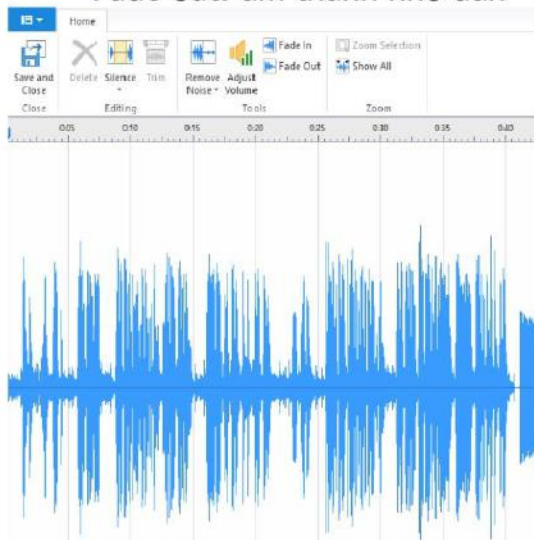 Home
Save and Close
Delete
Silence
Trim
Remove Noise
Adjust Volume
Fade In
Fade Out
Zoom Selection
Show All
Close
Editing
Tools
Zoom
0:05 0:10 0:15 0:20 0:25 0:30 0:35 0:40